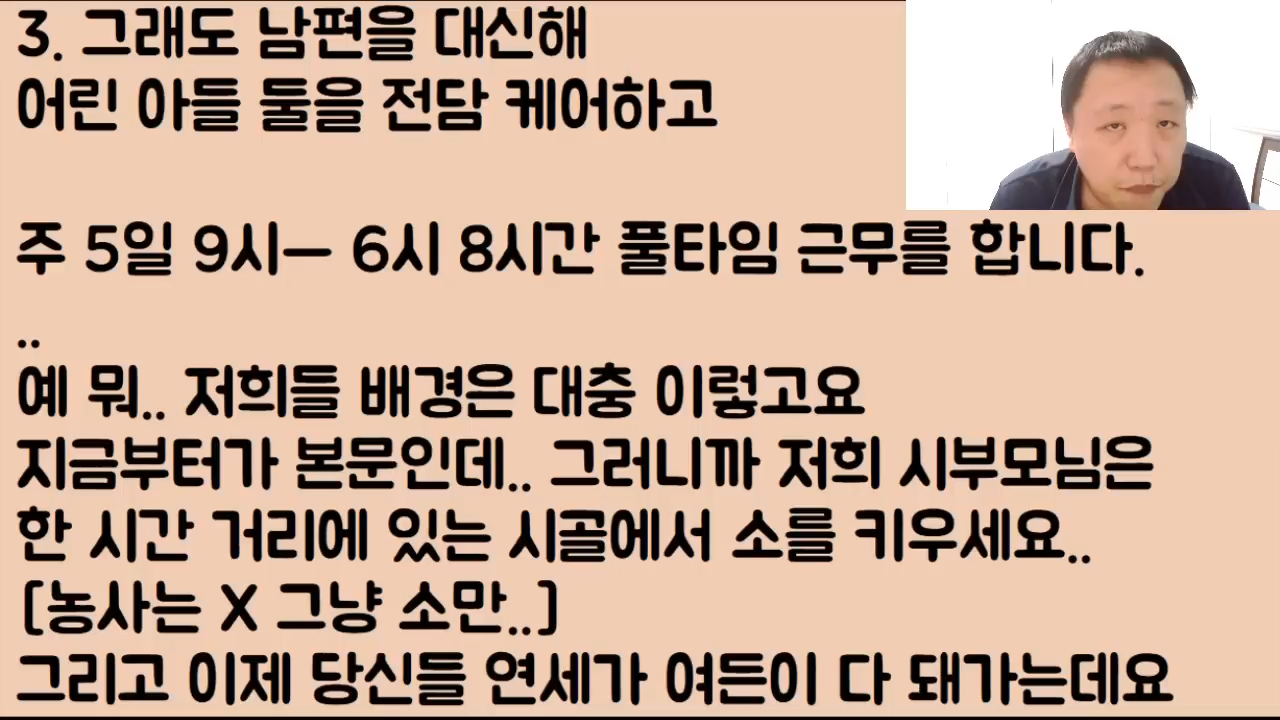 3. 그래도 남편을 대신해
어린 아들 둘을 전담 케어하고
주 5일 9시— 6시 8시간 풀타임 근무를 합니다.
..
예 뭐.. 저희들 배경은 대충 이렇고요
지금부터가 본문인데.. 그러니까 저희 시부모님은
한 시간 거리에 있는 시골에서 소를 키우세요..
[농사는 X 그냥 소만..]
그리고 이제 당신들 연세가 여든이 다 돼가는데요